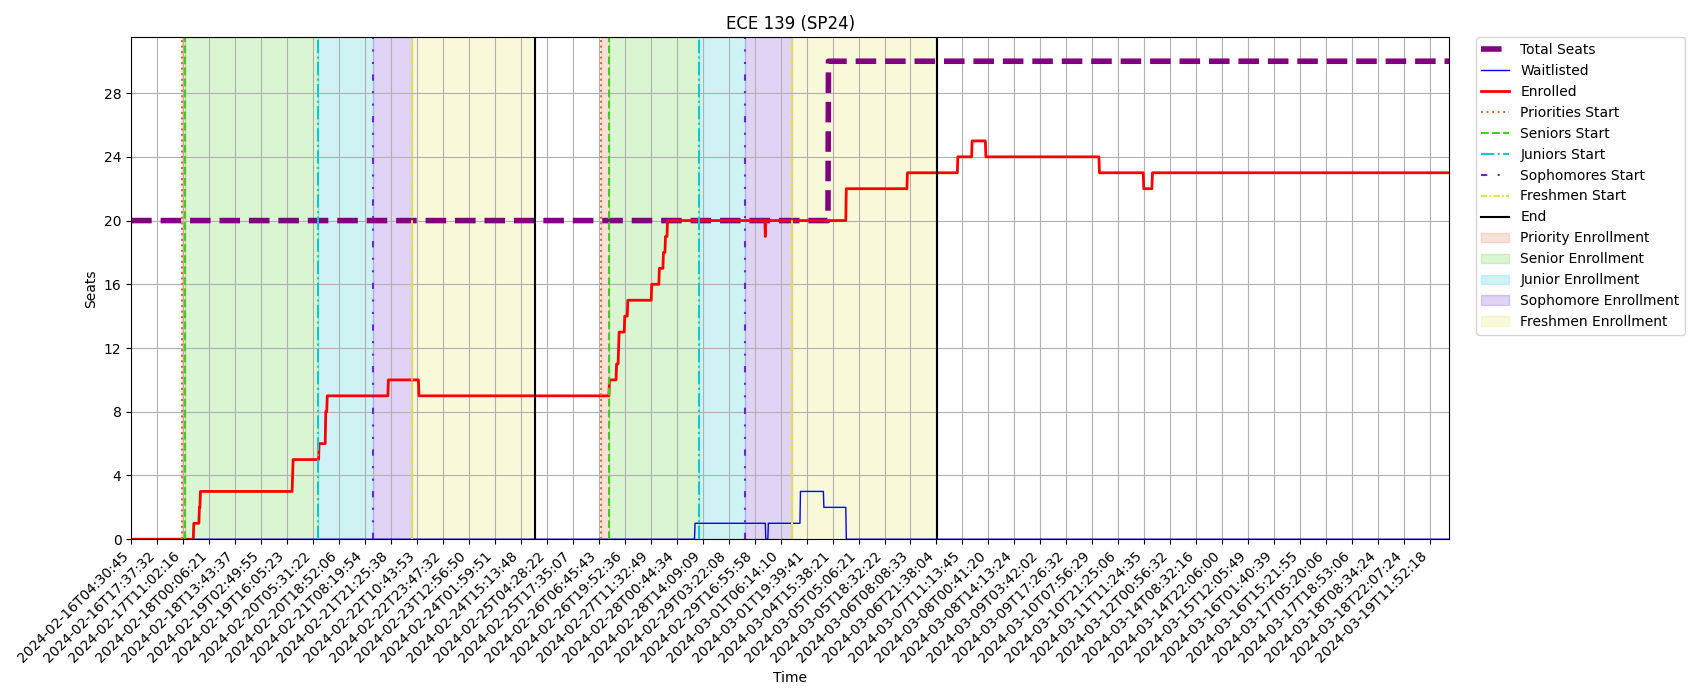 ECE 139 (SP24)
Seats
28
24
20
16
12
8
4
0
2024-02-16T04:30:45
2024-02-16T17:37:32
2024-02-17T11:02:16
2024-02-18T00:06:21
2024-02-18T13:43:37
2024-02-19T02:49:55
2024-02-19T16:05:23
2024-02-20T05:31:22
2024-02-20T18:52:06
2024-02-21T08:19:54
2024-02-21T21:25:38
2024-02-22T10:43:53
2024-02-22T23:47:32
2024-02-23T12:56:50
2024-02-24T01:59:51
2024-02-24T15:13:48
2024-02-25T04:28:22
2024-02-25T17:35:07
2024-02-26T06:45:43
2024-02-26T19:52:36
2024-02-27T11:32:49
2024-02-28T00:44:34
2024-02-28T14:09:09
2024-02-29T03:22:08
2024-02-29T16:55:58
2024-03-01T06:14:10
2024-03-01T19:39:41
2024-03-04T15:38:21
2024-03-05T05:06:21
2024-03-05T18:32:22
2024-03-06T08:08:33
2024-03-06T21:38:04
2024-03-07T11:13:45
2024-03-08T00:41:20
2024-03-08T14:13:24
2024-03-09T03:42:02
2024-03-09T17:26:32
2024-03-10T07:56:29
2024-03-10T21:25:06
2024-03-11T11:24:35
2024-03-12T00:56:32
2024-03-14T08:32:16
2024-03-14T22:06:00
2024-03-15T12:05:49
2024-03-16T01:40:39
2024-03-16T15:21:55
2024-03-17T05:20:06
2024-03-17T18:53:06
2024-03-18T08:34:24
2024-03-18T22:07:24
2024-03-19T11:52:18
Time
Total Seats
Waitlisted
Enrolled
Priorities Start
Seniors Start
Juniors Start
Sophomores Start
Freshmen Start
End
Priority Enrollment
Senior Enrollment
Junior Enrollment
Sophomore Enrollment
Freshmen Enrollment